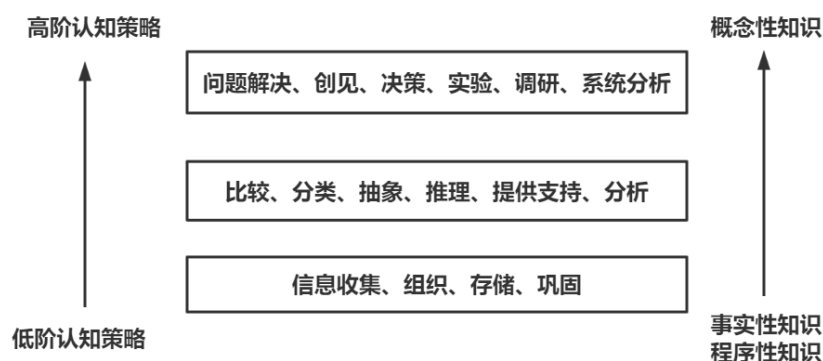 高阶认知策略
概念性知识
问题解决、创见、决策、实验、调研、系统分析
比较、分类、抽象、推理、提供支持、分析
信息收集、组织、存储、巩固
低阶认知策略
事实性知识
程序性知识